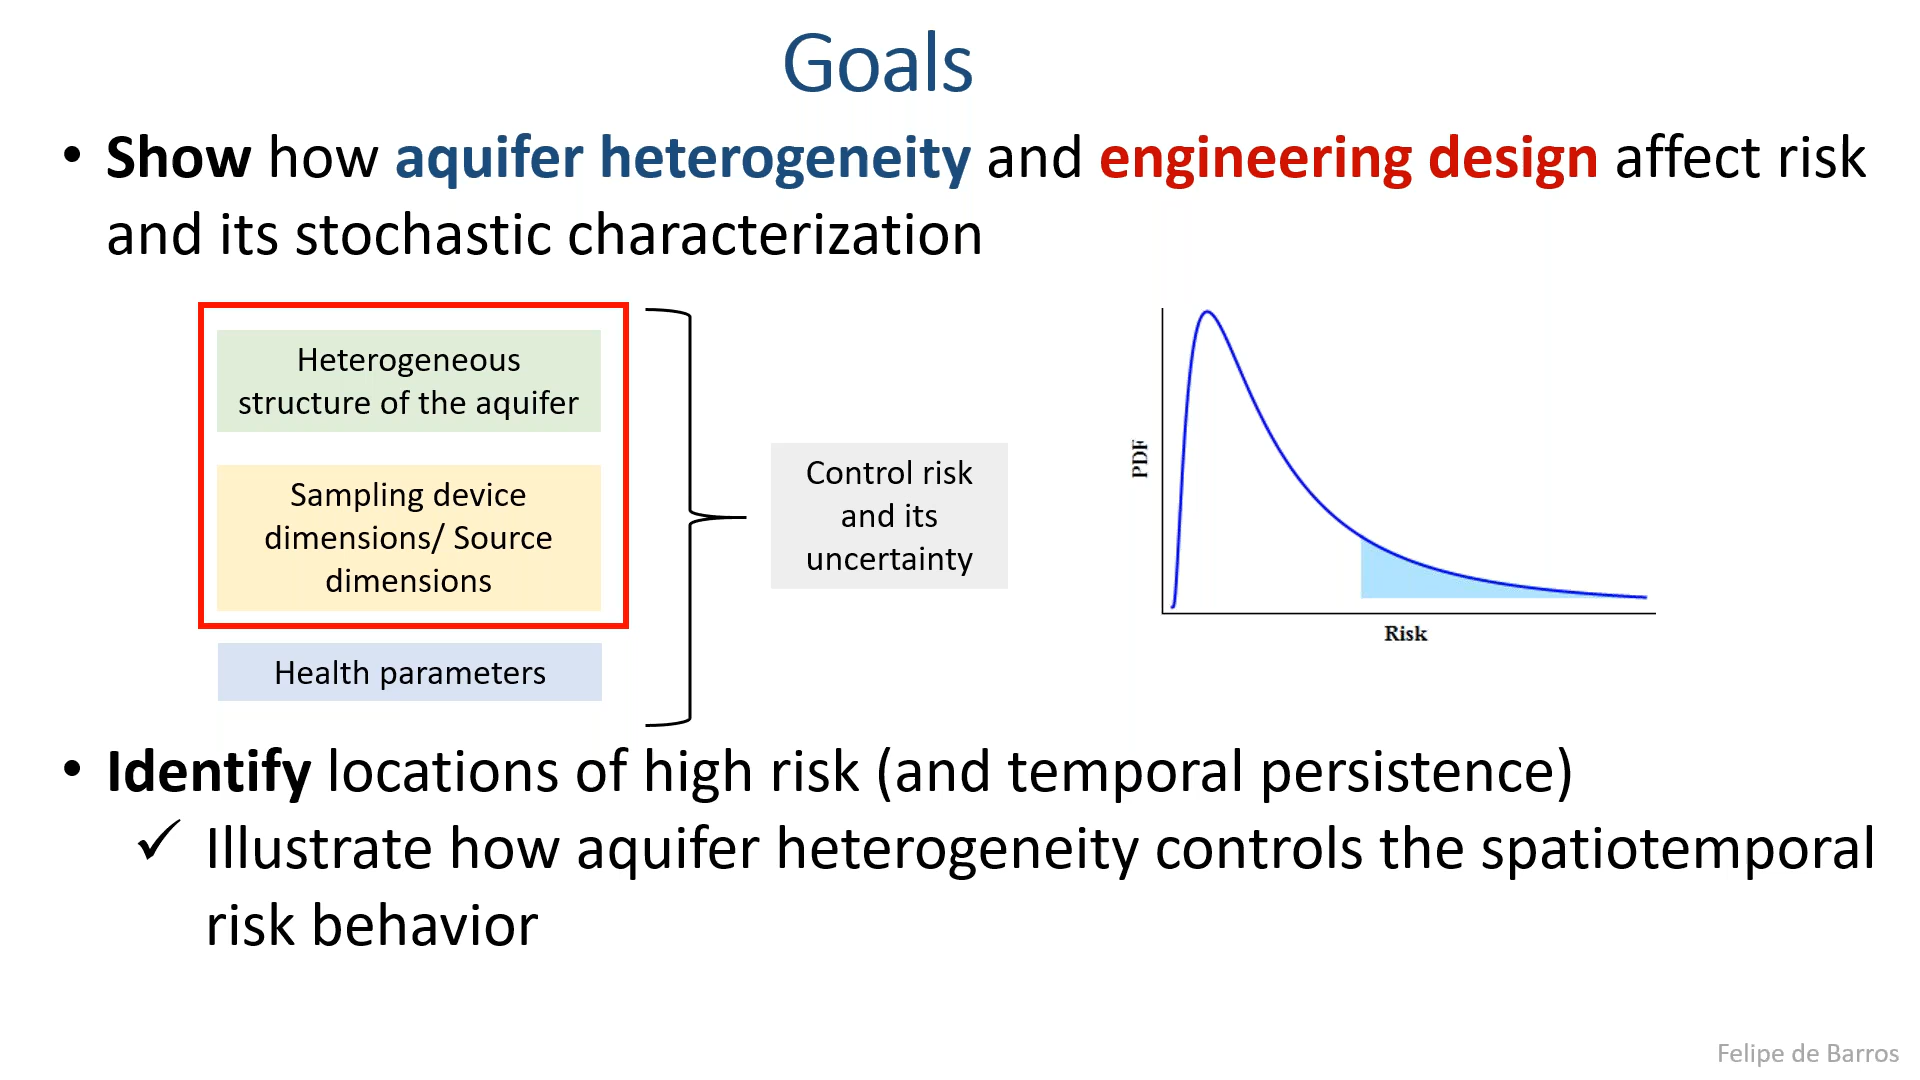 Goals
• Show how aquifer heterogeneity and engineering design affect risk
and its stochastic characterization
Heterogeneous
structure of the aquifer
Sampling device
dimensions/ Source
dimensions
Health parameters
Control risk
and its
uncertainty
PDF
Risk
• Identify locations of high risk (and temporal persistence)
✓ Illustrate how aquifer heterogeneity controls the spatiotemporal
risk behavior
Felipe de Barros